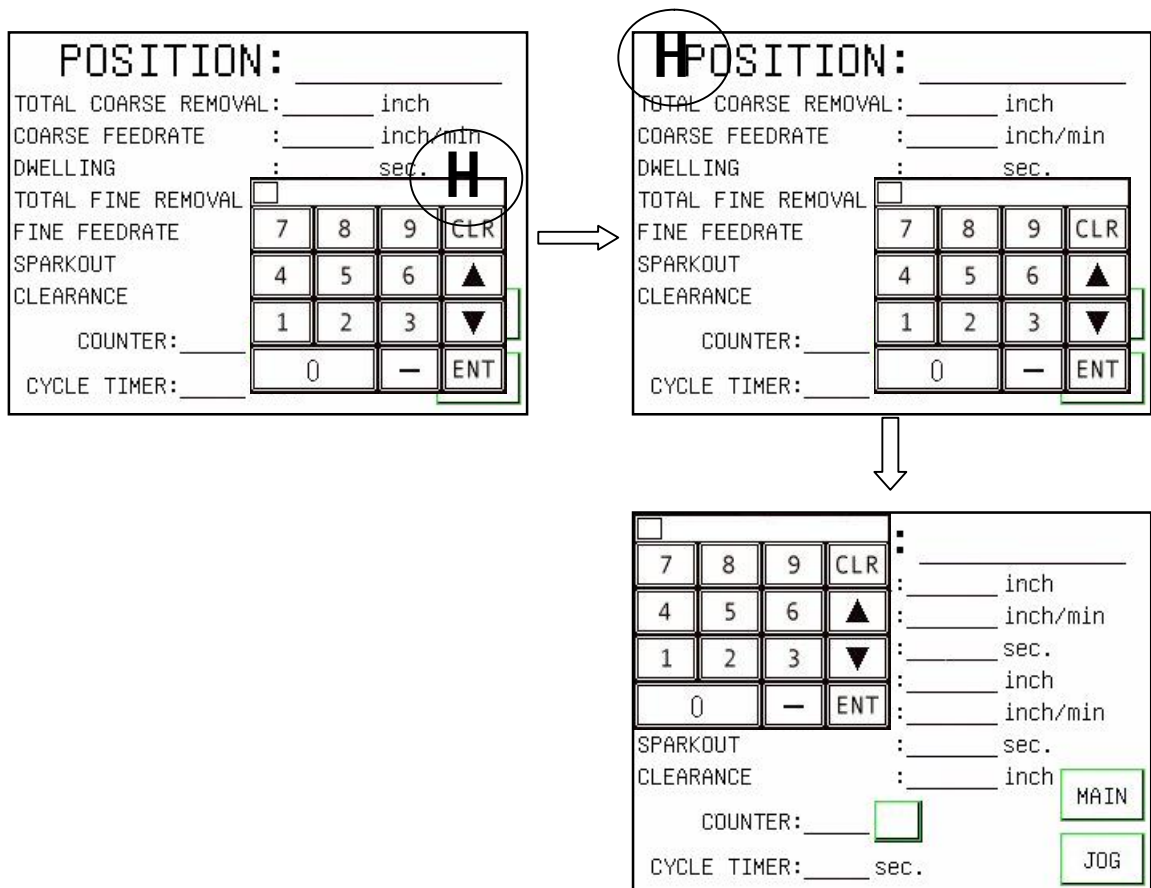 POSITION:
TOTAL COARSE REMOVAL: inch
COARSE FEEDRATE : inch/min
DWELLING : sec.
H
TOTAL FINE REMOVAL
FINE FEEDRATE
SPARKOUT
CLEARANCE
COUNTER:
CYCLE TIMER:
7 8 9 CLR
4 5 6 ▲
1 2 3 ▼
0 — ENT
H
POSITION:
TOTAL COARSE REMOVAL: inch
COARSE FEEDRATE : inch/min
DWELLING : sec.
TOTAL FINE REMOVAL
FINE FEEDRATE
SPARKOUT
CLEARANCE
COUNTER:
CYCLE TIMER:
7 8 9 CLR
4 5 6 ▲
1 2 3 ▼
0 — ENT
7 8 9 CLR
4 5 6 ▲
1 2 3 ▼
0 — ENT
:
: inch
: inch/min
: sec.
: inch
: inch/min
SPARKOUT : sec.
CLEARANCE : inch
MAIN
COUNTER:
CYCLE TIMER: sec.
JOG